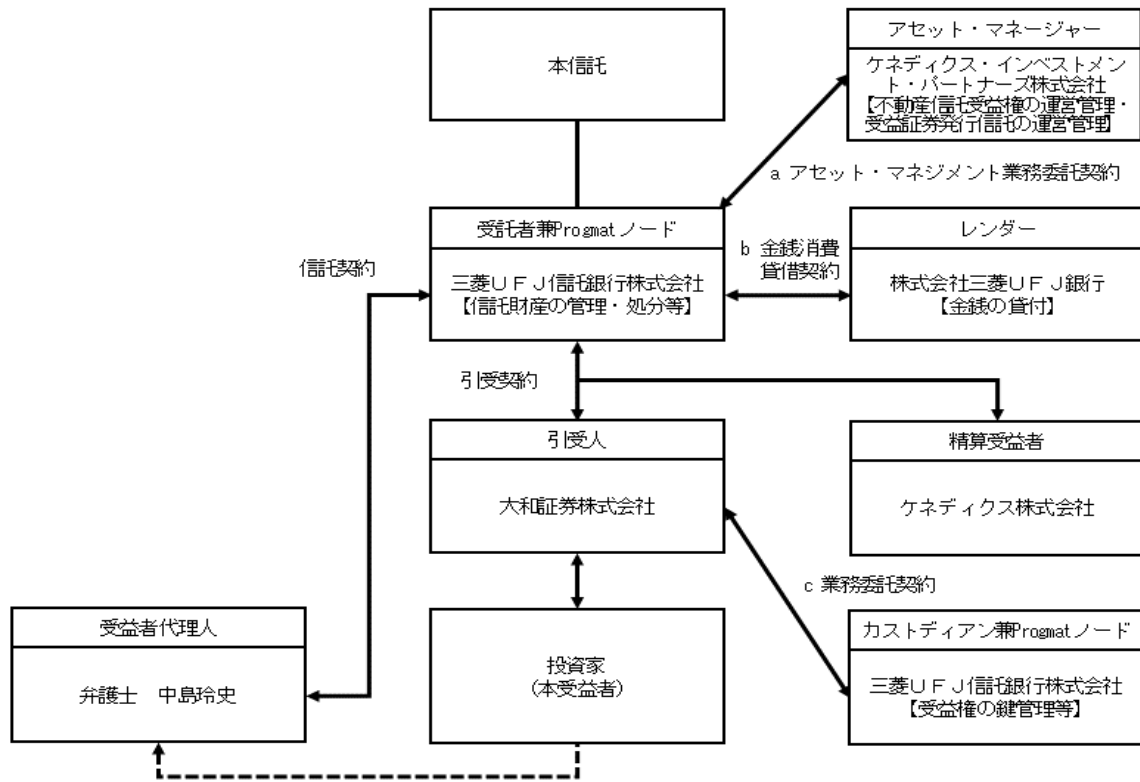 本信託
アセット・マネージャー
ケネディクス・インベストメン
ト・パートナーズ株式会社
【不動産信託受益権の運営管理・
受益証券発行信託の運営管理】
a アセット・マネジメント業務委託契約
受託者兼Progmatノード
三菱ＵＦＪ信託銀行株式会社
【信託財産の管理・処分等】
信託契約
b 金銭消費
貸借契約
レンダー
株式会社三菱ＵＦＪ銀行
【金銭の貸付】
引受契約
引受人
大和証券株式会社
精算受益者
ケネディクス株式会社
c 業務委託契約
受益者代理人
弁護士　中島玲史
投資家
(本受益者)
カストディアン兼Progmatノード
三菱ＵＦＪ信託銀行株式会社
【受益権の鍵管理等】